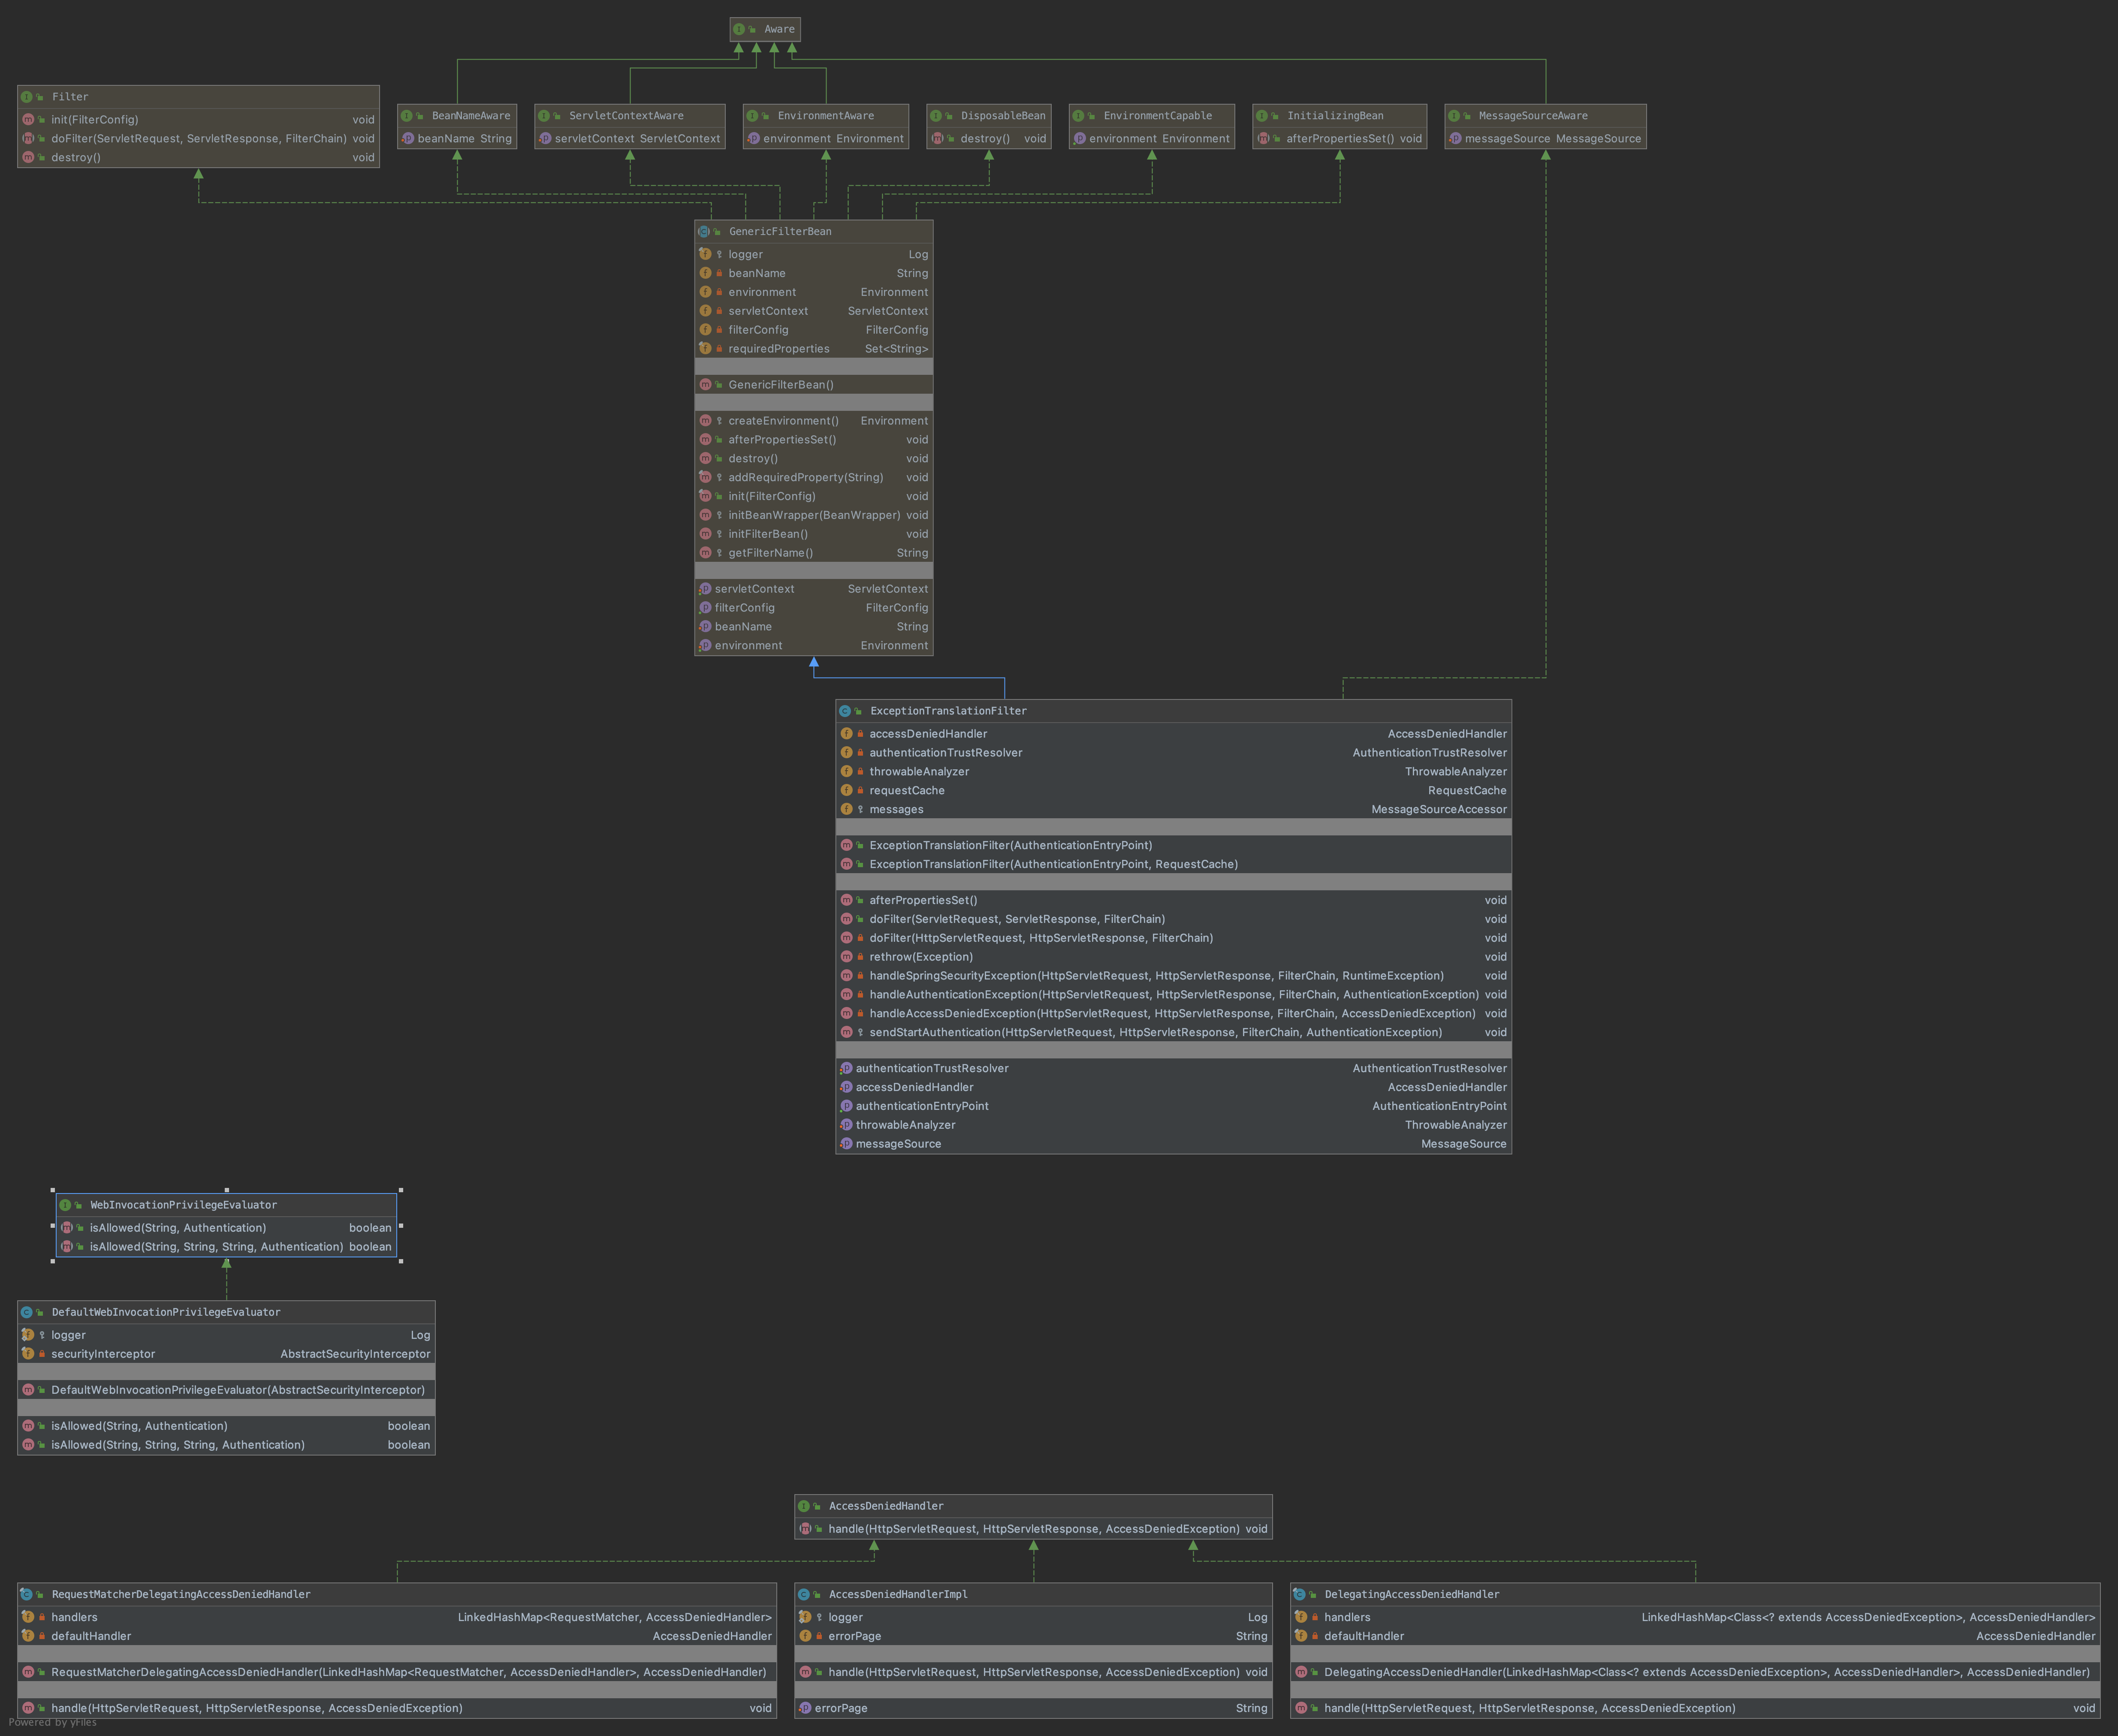 Aware
Filter
init(FilterConfig) void
doFilter(ServletRequest, ServletResponse, FilterChain) void
destroy() void
BeanNameAware
beanName String
ServletContextAware
servletContext ServletContext
EnvironmentAware
environment Environment
DisposableBean
destroy() void
EnvironmentCapable
environment Environment
InitializingBean
afterPropertiesSet() void
MessageSourceAware
messageSource MessageSource
GenericFilterBean
logger Log
beanName String
environment Environment
servletContext ServletContext
filterConfig FilterConfig
requiredProperties Set<String>
GenericFilterBean()
createEnvironment() Environment
afterPropertiesSet() void
destroy() void
addRequiredProperty(String) void
init(FilterConfig) void
initBeanWrapper(BeanWrapper) void
initFilterBean() void
getFilterName() String
servletContext ServletContext
filterConfig FilterConfig
beanName String
environment Environment
ExceptionTranslationFilter
accessDeniedHandler AccessDeniedHandler
authenticationTrustResolver AuthenticationTrustResolver
throwableAnalyzer ThrowableAnalyzer
requestCache RequestCache
messages MessageSourceAccessor
ExceptionTranslationFilter(AuthenticationEntryPoint)
ExceptionTranslationFilter(AuthenticationEntryPoint, RequestCache)
afterPropertiesSet() void
doFilter(ServletRequest, ServletResponse, FilterChain) void
doFilter(HttpServletRequest, HttpServletResponse, FilterChain) void
rethrow(Exception) void
handleSpringSecurityException(HttpServletRequest, HttpServletResponse, FilterChain, RuntimeException) void
handleAuthenticationException(HttpServletRequest, HttpServletResponse, FilterChain, AuthenticationException) void
handleAccessDeniedException(HttpServletRequest, HttpServletResponse, FilterChain, AccessDeniedException) void
sendStartAuthentication(HttpServletRequest, HttpServletResponse, FilterChain, AuthenticationException) void
authenticationTrustResolver AuthenticationTrustResolver
accessDeniedHandler AccessDeniedHandler
authenticationEntryPoint AuthenticationEntryPoint
throwableAnalyzer ThrowableAnalyzer
messageSource MessageSource
WebInvocationPrivilegeEvaluator
isAllowed(String, Authentication) boolean
isAllowed(String, String, String, Authentication) boolean
DefaultWebInvocationPrivilegeEvaluator
logger Log
securityInterceptor AbstractSecurityInterceptor
DefaultWebInvocationPrivilegeEvaluator(AbstractSecurityInterceptor)
isAllowed(String, Authentication) boolean
isAllowed(String, String, String, Authentication) boolean
AccessDeniedHandler
handle(HttpServletRequest, HttpServletResponse, AccessDeniedException) void
RequestMatcherDelegatingAccessDeniedHandler
handlers LinkedHashMap<RequestMatcher, AccessDeniedHandler>
defaultHandler AccessDeniedHandler
RequestMatcherDelegatingAccessDeniedHandler(LinkedHashMap<RequestMatcher, AccessDeniedHandler>, AccessDeniedHandler)
handle(HttpServletRequest, HttpServletResponse, AccessDeniedException) void
AccessDeniedHandlerImpl
logger Log
errorPage String
handle(HttpServletRequest, HttpServletResponse, AccessDeniedException) void
errorPage String
DelegatingAccessDeniedHandler
handlers LinkedHashMap<Class<? extends AccessDeniedException>, AccessDeniedHandler>
defaultHandler AccessDeniedHandler
DelegatingAccessDeniedHandler(LinkedHashMap<Class<? extends AccessDeniedException>, AccessDeniedHandler>, AccessDeniedHandler)
handle(HttpServletRequest, HttpServletResponse, AccessDeniedException) void
Powered by yFiles